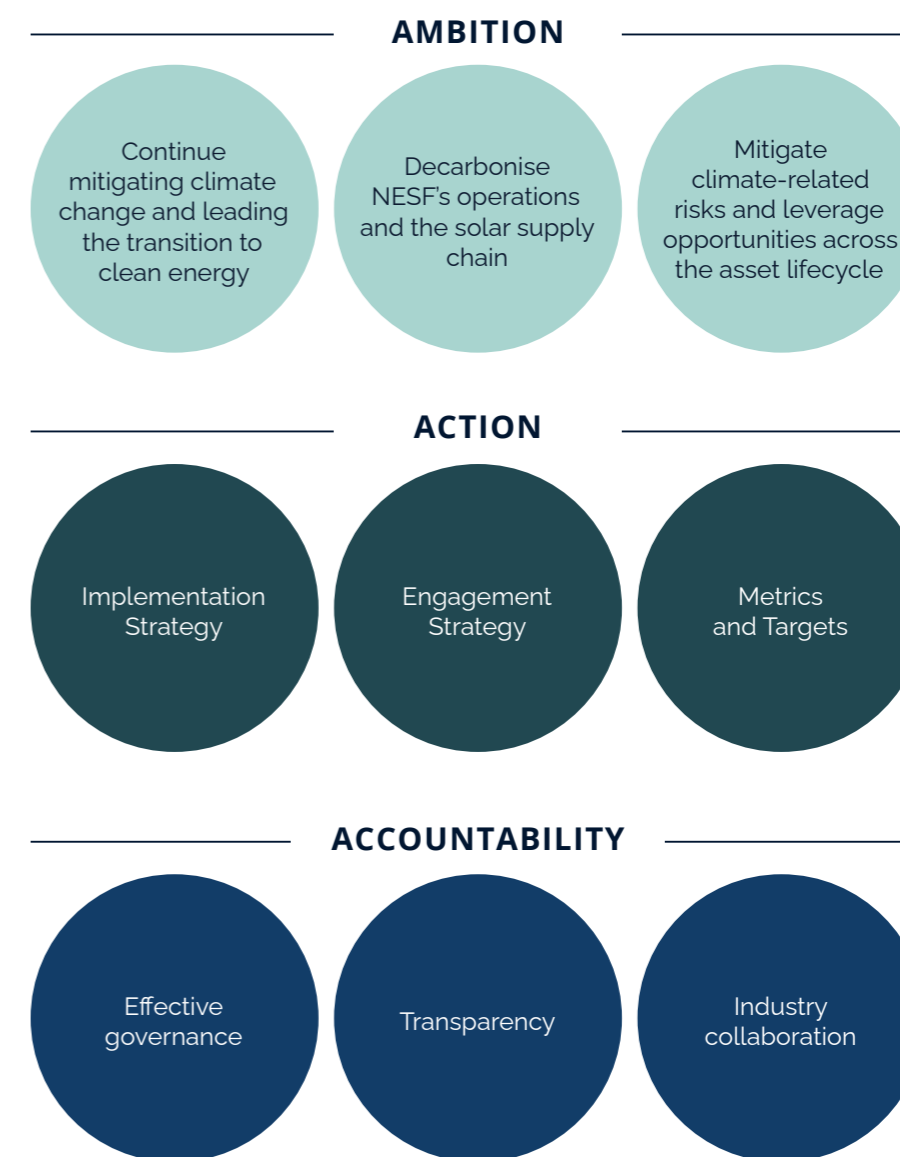 AMBITION
Continue
mitigating climate
change and leading
the transition to
clean energy
Decarbonise
NESF's operations
and the solar supply
chain
Mitigate
climate-related
risks and leverage
opportunities across
the asset lifecycle
ACTION
Implementation
Strategy
Engagement
Strategy
Metrics
and Targets
ACCOUNTABILITY
Effective
governance
Transparency
Industry
collaboration